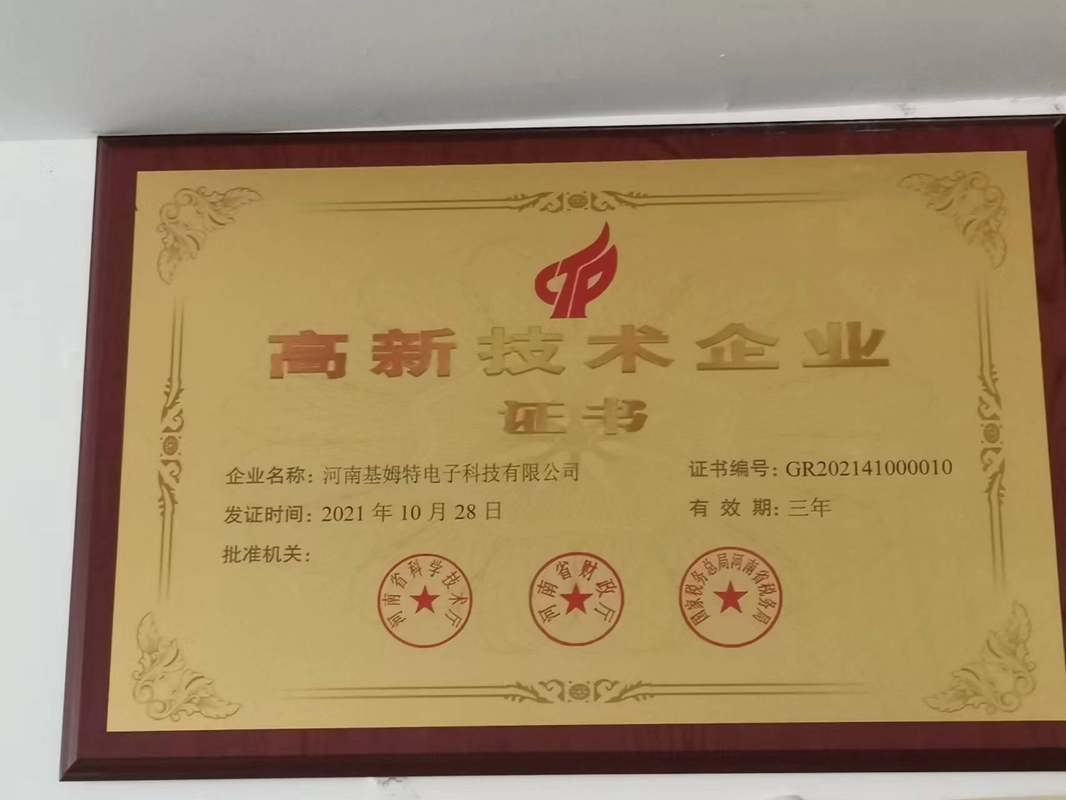 CTP
高新技术企业
证书
企业名称：河南基姆特电子科技有限公司 证书编号：GR202141000010
发证时间：2021年10月28日 有效期：三年
批准机关：
河南省科学技术厅 河南省财政厅 国家税务总局河南省税务局